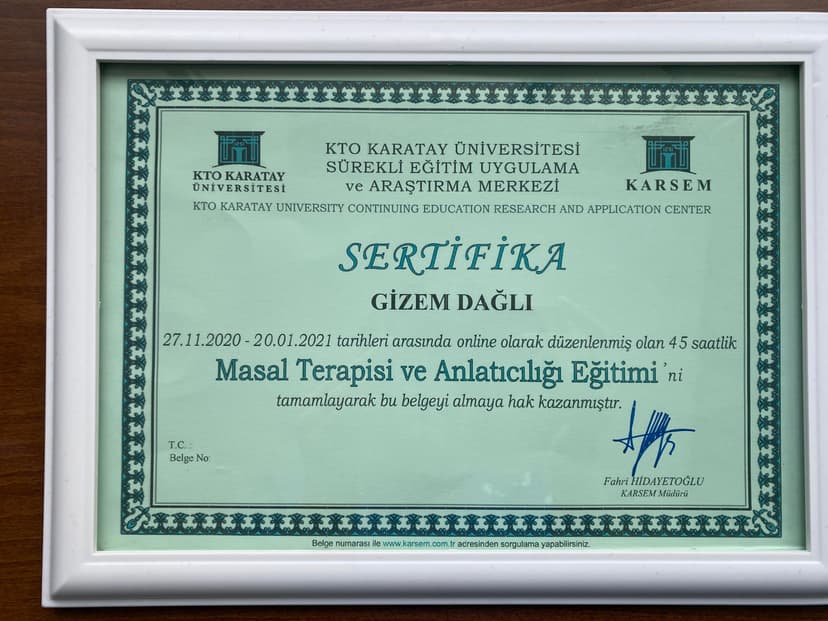 KTO KARATAY
ÜNİVERSİTESİ
KTO KARATAY ÜNİVERSİTESİ
SÜREKLİ EĞİTİM UYGULAMA
ve ARAŞTIRMA MERKEZİ
KARSEM
KTO KARATAY UNIVERSITY CONTINUING EDUCATION RESEARCH AND APPLICATION CENTER
SERTİFİKA
GİZEM DAĞLI
27.11.2020 - 20.01.2021 tarihleri arasında online olarak düzenlenmiş olan 45 saatlik
Masal Terapisi ve Anlatıcılığı Eğitimi'ni
tamamlayarak bu belgeyi almaya hak kazanmıştır.
T.C. :
Belge No:
Fahri HİDAYETOĞLU
KARSEM Müdürü
Belge numarası ile www.karsem.com.tr adresinden sorgulama yapabilirsiniz.